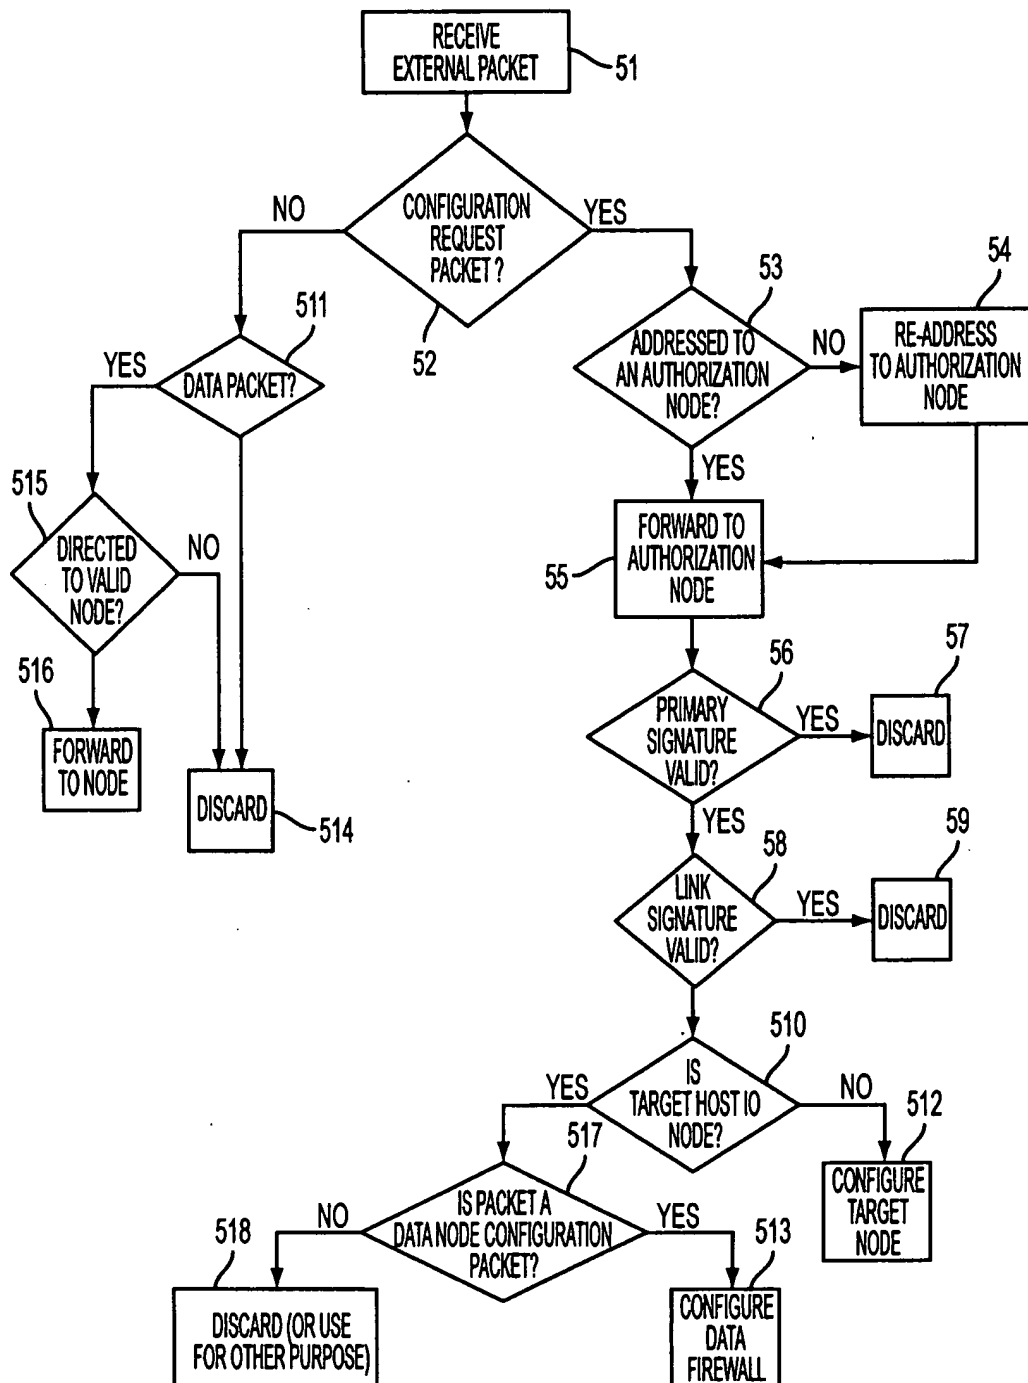 RECEIVE
EXTERNAL PACKET
51
CONFIGURATION
REQUEST
PACKET ?
52
NO
YES
511
DATA PACKET?
YES
53
ADDRESSED TO
AN AUTHORIZATION
NODE?
NO
YES
54
RE-ADDRESS
TO AUTHORIZATION
NODE
515
DIRECTED
TO VALID
NODE?
NO
FORWARD TO
AUTHORIZATION
NODE
55
516
FORWARD
TO NODE
DISCARD
514
56
PRIMARY
SIGNATURE
VALID?
YES
57
DISCARD
YES
58
LINK
SIGNATURE
VALID?
YES
59
DISCARD
510
IS
TARGET HOST IO
NODE?
YES
NO
512
CONFIGURE
TARGET
NODE
517
IS PACKET A
DATA NODE CONFIGURATION
PACKET?
NO
YES
518
DISCARD (OR USE
FOR OTHER PURPOSE)
513
CONFIGURE
DATA
FIREWALL